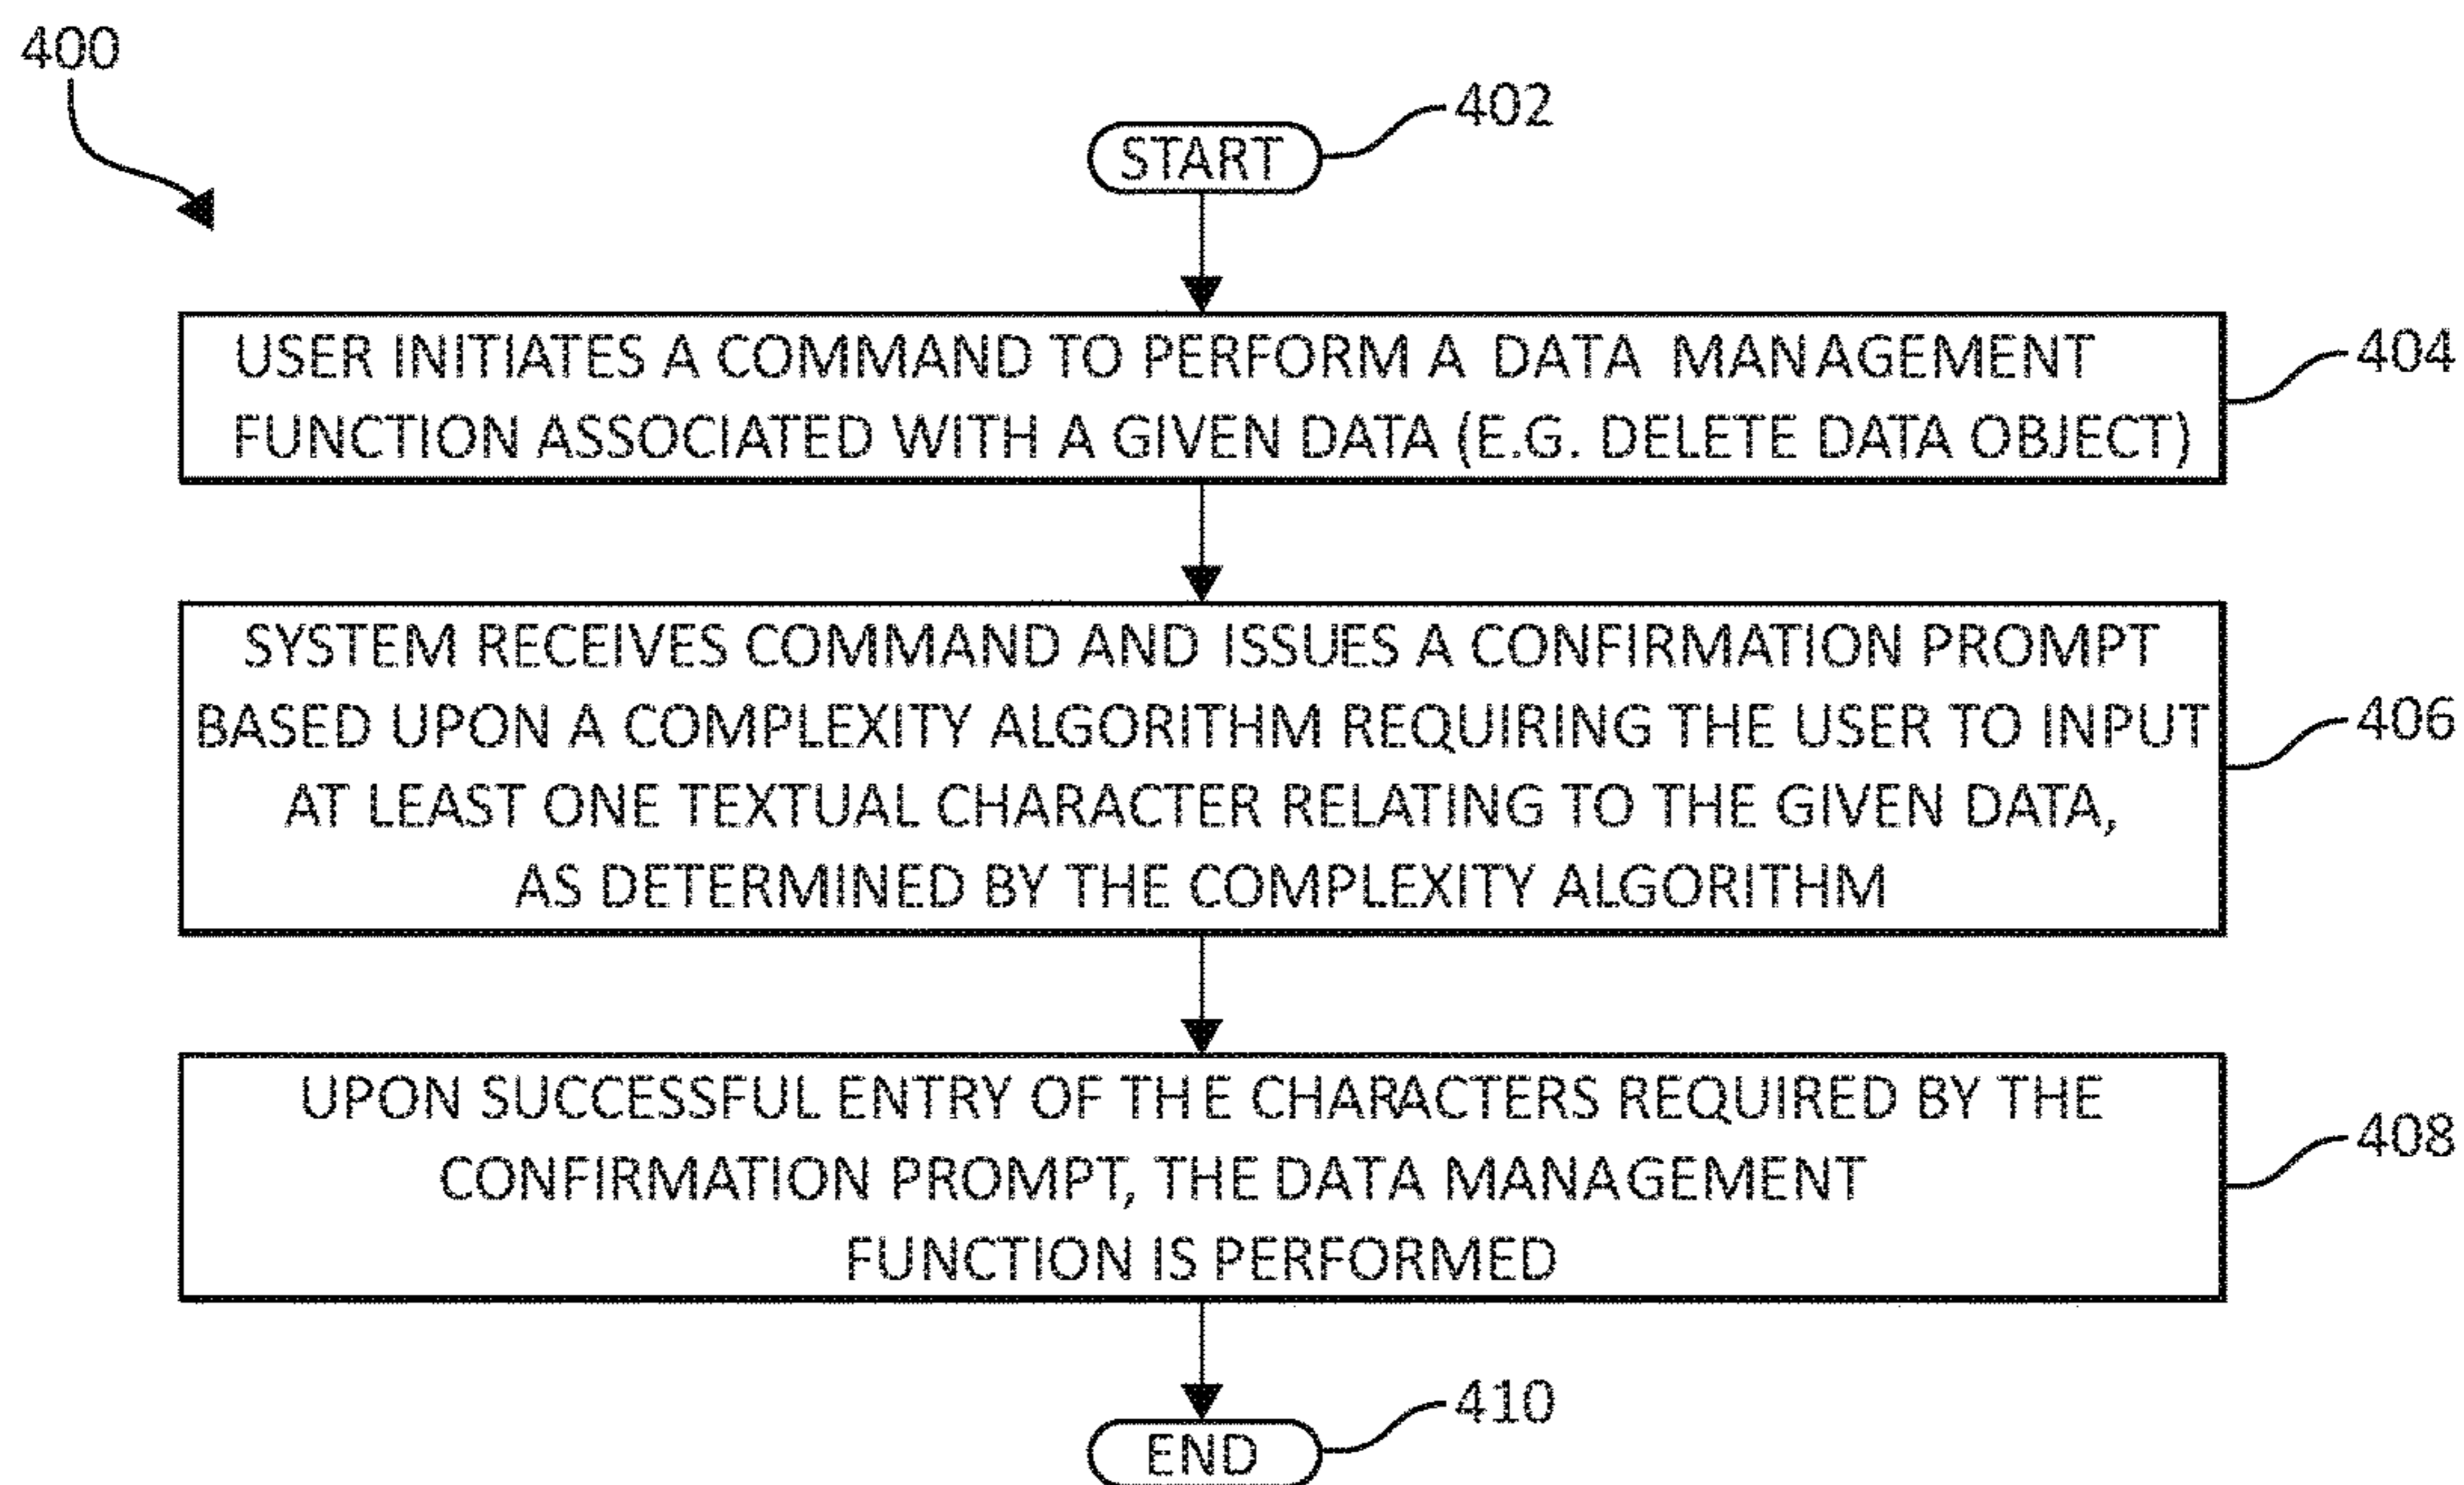 400
402
START
USER INITIATES A COMMAND TO PERFORM A DATA MANAGEMENT
FUNCTION ASSOCIATED WITH A GIVEN DATA (E.G. DELETE DATA OBJECT)
404
SYSTEM RECEIVES COMMAND AND ISSUES A CONFIRMATION PROMPT
BASED UPON A COMPLEXITY ALGORITHM REQUIRING THE USER TO INPUT
AT LEAST ONE TEXTUAL CHARACTER RELATING TO THE GIVEN DATA,
AS DETERMINED BY THE COMPLEXITY ALGORITHM
406
UPON SUCCESSFUL ENTRY OF THE CHARACTERS REQUIRED BY THE
CONFIRMATION PROMPT, THE DATA MANAGEMENT
FUNCTION IS PERFORMED
408
410
END